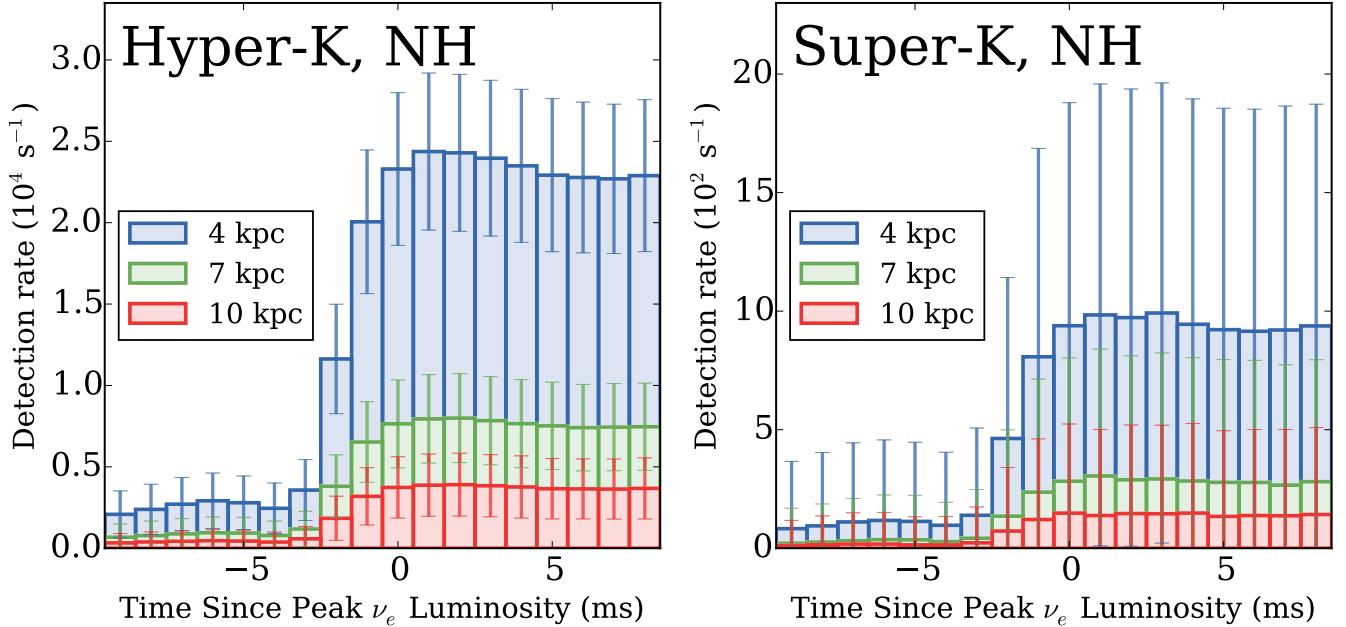 Hyper-K, NH
Detection rate (10⁴ s⁻¹)
3.0
2.5
2.0
1.5
1.0
0.5
0.0
4 kpc
7 kpc
10 kpc
−5 0 5
Time Since Peak νₑ Luminosity (ms)
Super-K, NH
Detection rate (10² s⁻¹)
20
15
10
5
0
4 kpc
7 kpc
10 kpc
−5 0 5
Time Since Peak νₑ Luminosity (ms)